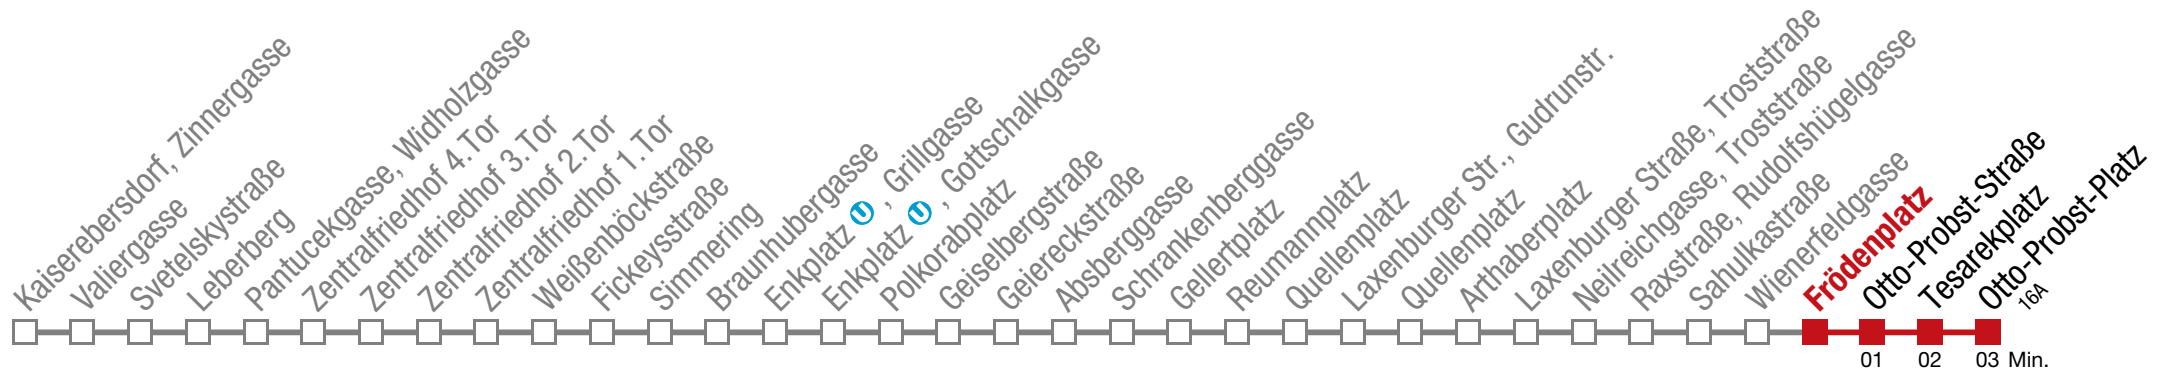 Kaiserebersdorf, Zinnergasse
Valiergasse
Svetelskystraße
Leberberg
Pantucekgasse, Widholzgasse
Zentralfriedhof 4.Tor
Zentralfriedhof 3.Tor
Zentralfriedhof 2.Tor
Zentralfriedhof 1.Tor
Weißenböckstraße
Fickeysstraße
Simmering
Braunhubergasse
Enkplatz U , Grillgasse
Enkplatz U , Gottschalkgasse
Polkorabplatz
Geiselbergstraße
Geiereckstraße
Absberggasse
Schrankenberggasse
Gellertplatz
Reumannplatz
Quellenplatz
Laxenburger Str., Gudrunstr.
Quellenplatz
Arthaberplatz
Laxenburger Straße, Troststraße
Neilreichgasse, Troststraße
Raxstraße, Rudolfshügelgasse
Sahulkastraße
Wienerfeldgasse
Frödenplatz
Otto-Probst-Straße
Tesarekplatz
Otto-Probst-Platz
16A
01 02 03 Min.